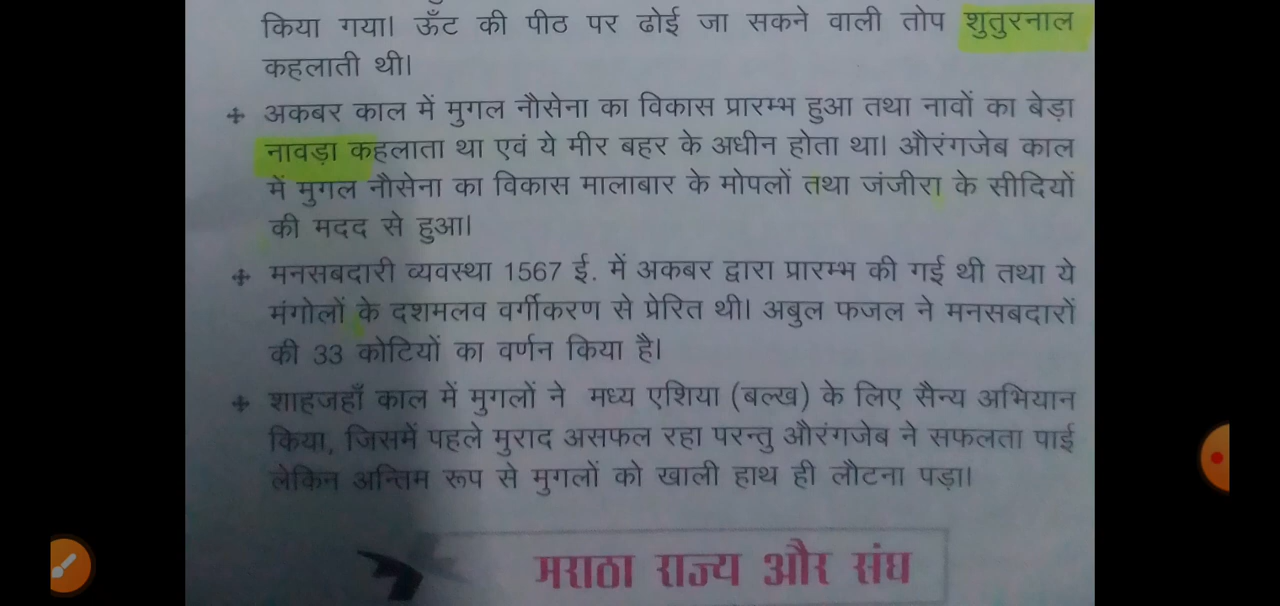 किया गया। ऊँट की पीठ पर ढोई जा सकने वाली तोप शुतुरनाल
कहलाती थी।
अकबर काल में मुगल नौसेना का विकास प्रारम्भ हुआ तथा नावों का बेड़ा
नावड़ा कहलाता था एवं ये मीर बहर के अधीन होता था। औरंगजेब काल
में मुगल नौसेना का विकास मालाबार के मोपलों तथा जंजीरा के सीदियों
की मदद से हुआ।
मनसबदारी व्यवस्था 1567 ई. में अकबर द्वारा प्रारम्भ की गई थी तथा ये
मंगोलों के दशमलव वर्गीकरण से प्रेरित थी। अबुल फजल ने मनसबदारों
की 33 कोटियों का वर्णन किया है।
शाहजहाँ काल में मुगलों ने मध्य एशिया (बल्ख) के लिए सैन्य अभियान
किया, जिसमें पहले मुराद असफल रहा परन्तु औरंगजेब ने सफलता पाई
लेकिन अन्तिम रूप से मुगलों को खाली हाथ ही लौटना पड़ा।
मराठा राज्य और संघ